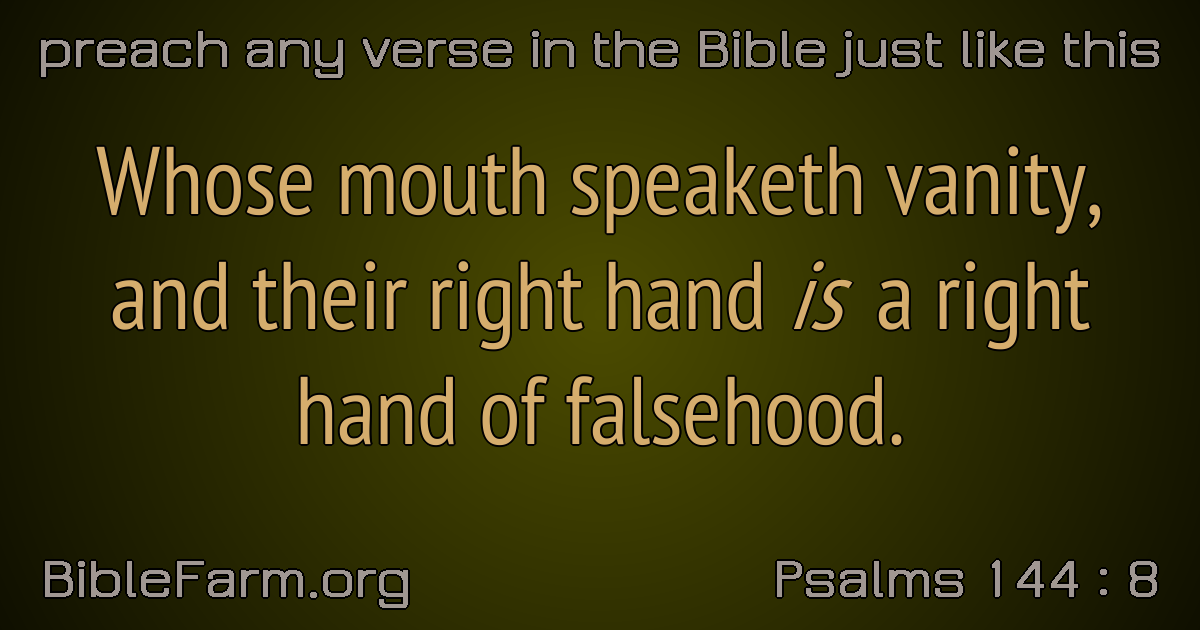 preach any verse in the Bible just like this
Whose mouth speaketh vanity,
and their right hand is a right
hand of falsehood.
BibleFarm.org
Psalms 144 : 8